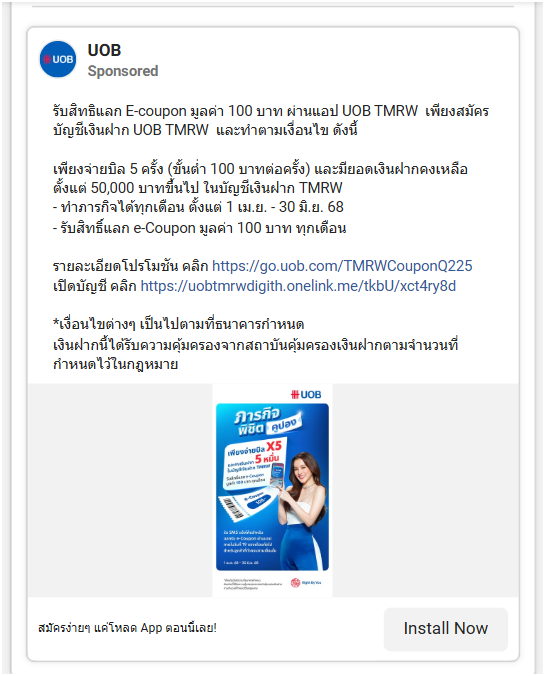 UOB
UOB
Sponsored
รับสิทธิแลก E-coupon มูลค่า 100 บาท ผ่านแอป UOB TMRW เพียงสมัคร
บัญชีเงินฝาก UOB TMRW และทำตามเงื่อนไข ดังนี้
เพียงจ่ายบิล 5 ครั้ง (ขั้นต่ำ 100 บาทต่อครั้ง) และมียอดเงินฝากคงเหลือ
ตั้งแต่ 50,000 บาทขึ้นไป ในบัญชีเงินฝาก TMRW
- ทำภารกิจได้ทุกเดือน ตั้งแต่ 1 เม.ย. - 30 มิ.ย. 68
- รับสิทธิ์แลก e-Coupon มูลค่า 100 บาท ทุกเดือน
รายละเอียดโปรโมชัน คลิก https://go.uob.com/TMRWCouponQ225
เปิดบัญชี คลิก https://uobtmrwdigith.onelink.me/tkbU/xct4ry8d
*เงื่อนไขต่างๆ เป็นไปตามที่ธนาคารกำหนด
เงินฝากนี้ได้รับความคุ้มครองจากสถาบันคุ้มครองเงินฝากตามจำนวนที่
กำหนดไว้ในกฎหมาย
UOB
ภารกิจ
พิชิต คูปอง
เพียงจ่ายบิล X5
5 หมื่น
e-Coupon
1 เม.ย. 68 - 30 มิ.ย. 68
Right By You
สมัครง่ายๆ แค่โหลด App ตอนนี้เลย!
Install Now